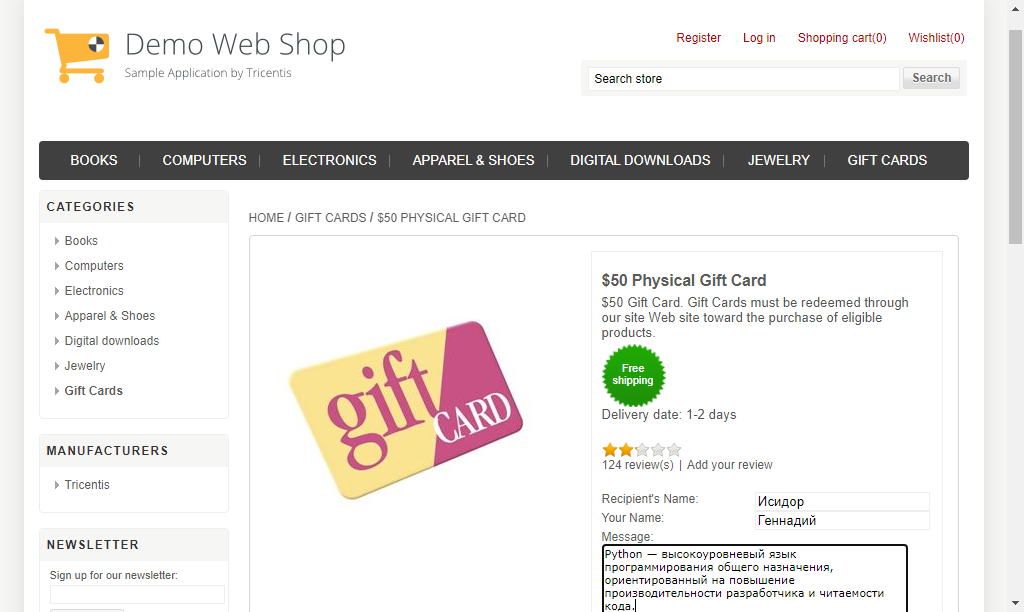 Demo Web Shop
Sample Application by Tricentis
Register
Log in
Shopping cart(0)
Wishlist(0)
Search store
Search
BOOKS
COMPUTERS
ELECTRONICS
APPAREL & SHOES
DIGITAL DOWNLOADS
JEWELRY
GIFT CARDS
CATEGORIES
Books
Computers
Electronics
Apparel & Shoes
Digital downloads
Jewelry
Gift Cards
MANUFACTURERS
Tricentis
NEWSLETTER
Sign up for our newsletter:
HOME / GIFT CARDS / $50 PHYSICAL GIFT CARD
gift
CARD
$50 Physical Gift Card
$50 Gift Card. Gift Cards must be redeemed through
our site Web site toward the purchase of eligible
products.
Free
shipping
Delivery date: 1-2 days
124 review(s) | Add your review
Recipient's Name:
Исидор
Your Name:
Геннадий
Message:
Python — высокоуровневый язык
программирования общего назначения,
ориентированный на повышение
производительности разработчика и читаемости
кода.